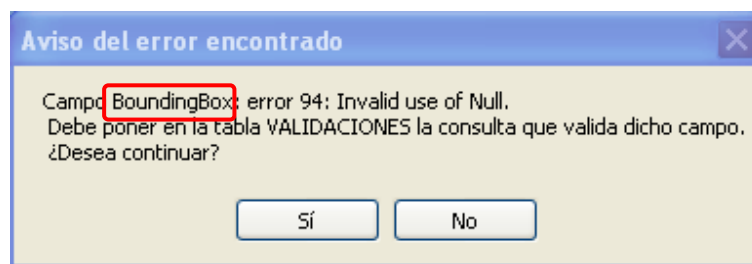 Aviso del error encontrado
Campo BoundingBox: error 94: Invalid use of Null.
Debe poner en la tabla VALIDACIONES la consulta que valida dicho campo.
¿Desea continuar?
Sí
No